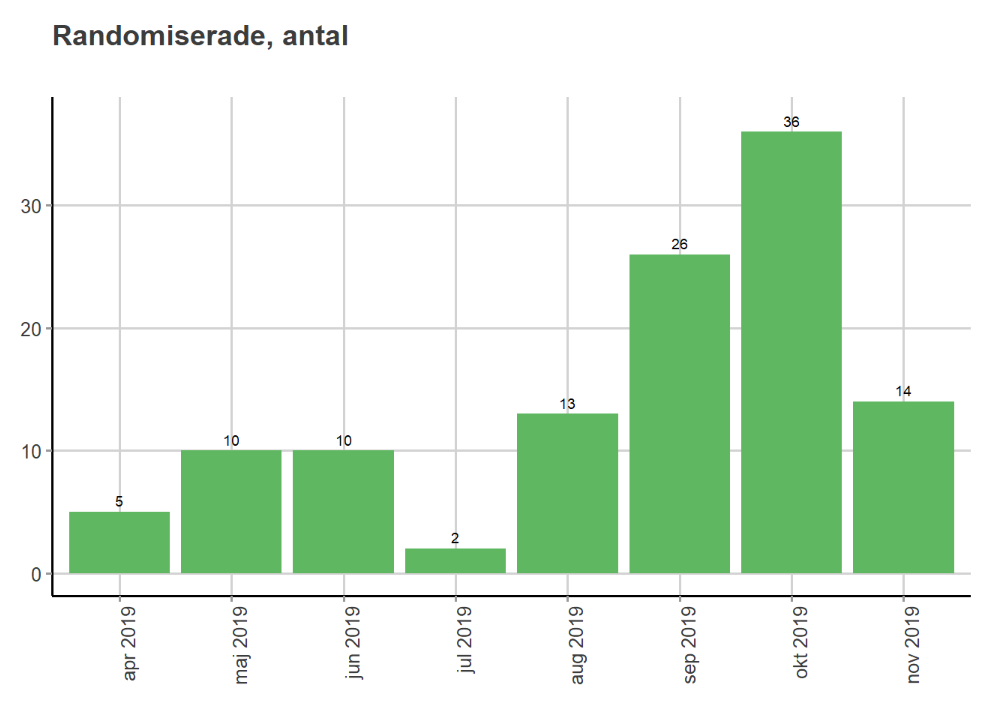 Randomiserade, antal
36
30
26
20
14
13
10
10
10
5
2
0
apr 2019
maj 2019
jun 2019
jul 2019
aug 2019
sep 2019
okt 2019
nov 2019